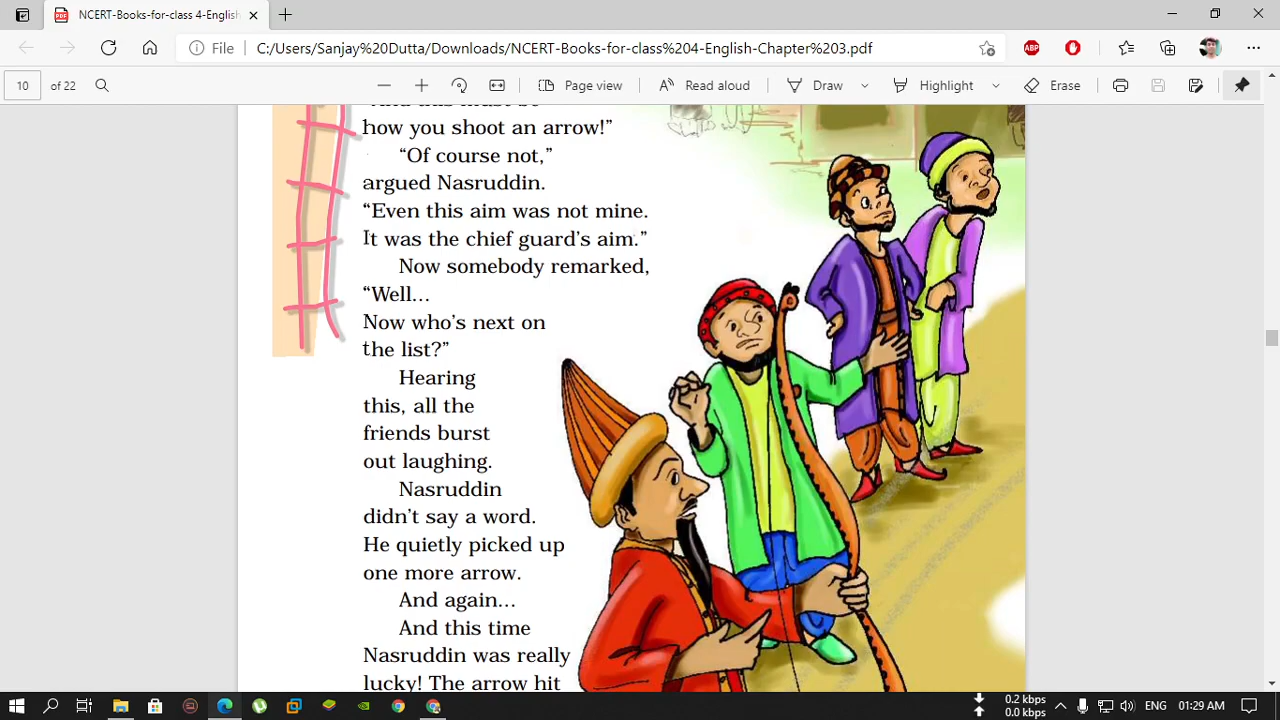 NCERT-Books-for-class 4-English
File
C:/Users/Sanjay%20Dutta/Downloads/NCERT-Books-for-class%204-English-Chapter%203.pdf
ABP
10 of 22
Page view
Read aloud
Draw
Highlight
Erase
how you shoot an arrow!”
“Of course not,”
argued Nasruddin.
“Even this aim was not mine.
It was the chief guard’s aim.”
Now somebody remarked,
“Well…
Now who’s next on
the list?”
Hearing
this, all the
friends burst
out laughing.
Nasruddin
didn’t say a word.
He quietly picked up
one more arrow.
And again…
And this time
Nasruddin was really
lucky! The arrow hit
0.2 kbps
0.0 kbps
ENG
01:29 AM